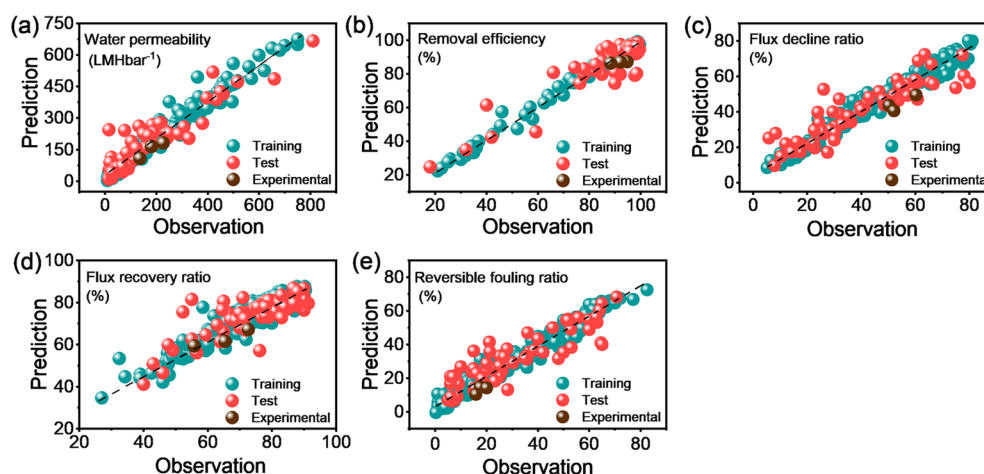 (a)
Water permeability
(LMHbar⁻¹)
750
600
450
300
150
0
Prediction
0 200 400 600 800
Observation
Training
Test
Experimental
(b)
Removal efficiency
(%)
100
80
60
40
20
Prediction
20 40 60 80 100
Observation
Training
Test
Experimental
(c)
Flux decline ratio
(%)
80
60
40
20
0
Prediction
0 20 40 60 80
Observation
Training
Test
Experimental
(d)
Flux recovery ratio
(%)
100
80
60
40
20
Prediction
20 40 60 80 100
Observation
Training
Test
Experimental
(e)
Reversible fouling ratio
(%)
80
60
40
20
0
Prediction
0 20 40 60 80
Observation
Training
Test
Experimental